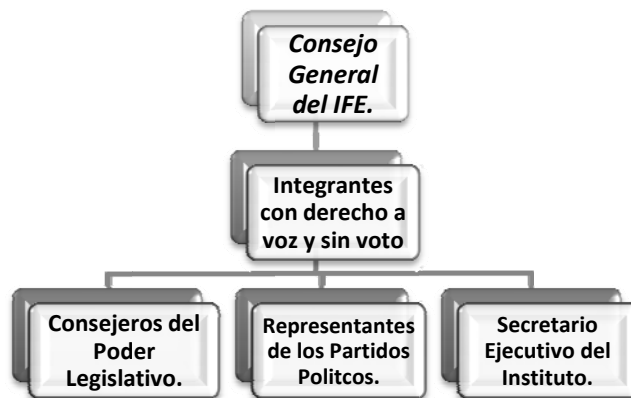 Consejo
General
del IFE.
Integrantes
con derecho a
voz y sin voto
Consejeros del
Poder
Legislativo.
Representantes
de los Partidos
Politcos.
Secretario
Ejecutivo del
Instituto.